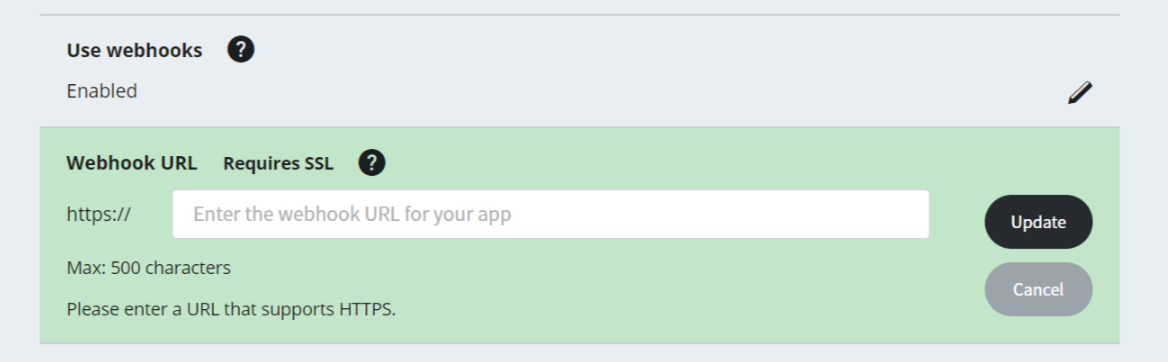 Use webhooks ?
Enabled
Webhook URL Requires SSL ?
https:// Enter the webhook URL for your app
Update
Max: 500 characters
Cancel
Please enter a URL that supports HTTPS.